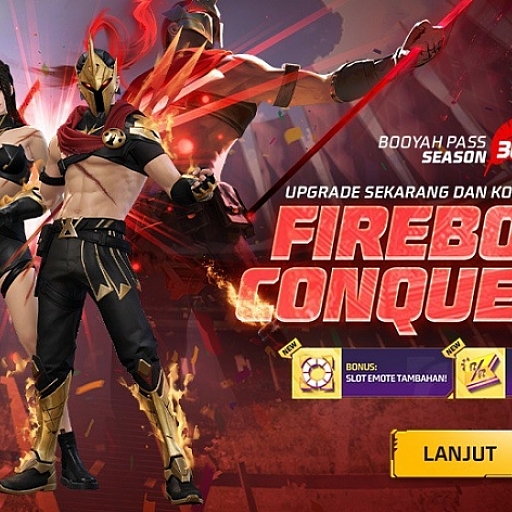 BOOYAH PASS
SEASON
UPGRADE SEKARANG DAN KO
FIREBO
CONQUE
NEW
BONUS:
SLOT EMOTE TAMBAHAN!
NEW
LANJUT